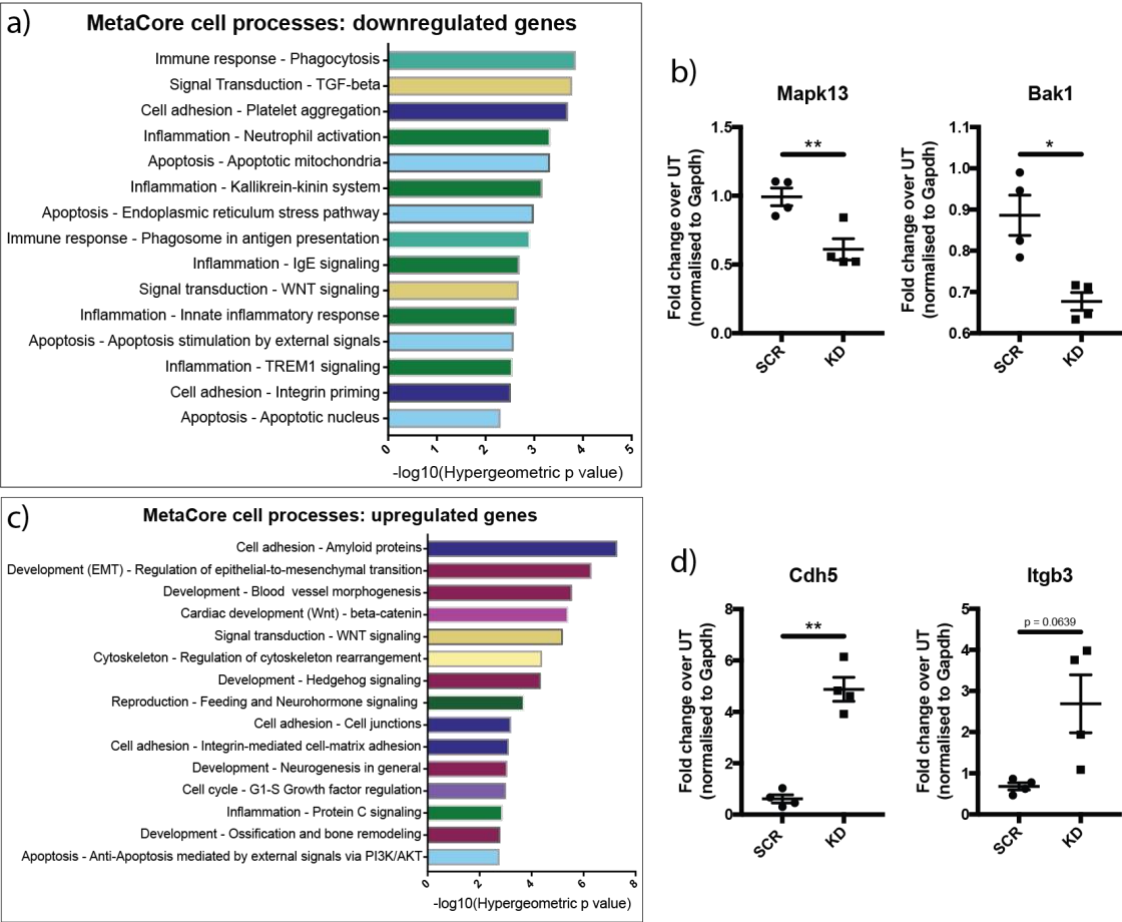 a)
MetaCore cell processes: downregulated genes
Immune response - Phagocytosis
Signal Transduction - TGF-beta
Cell adhesion - Platelet aggregation
Inflammation - Neutrophil activation
Apoptosis - Apoptotic mitochondria
Inflammation - Kallikrein-kinin system
Apoptosis - Endoplasmic reticulum stress pathway
Immune response - Phagosome in antigen presentation
Inflammation - IgE signaling
Signal transduction - WNT signaling
Inflammation - Innate inflammatory response
Apoptosis - Apoptosis stimulation by external signals
Inflammation - TREM1 signaling
Cell adhesion - Integrin priming
Apoptosis - Apoptotic nucleus
0 1 2 3 4 5
-log10(Hypergeometric p value)
b)
Mapk13
Fold change over UT
(normalised to Gapdh)
1.5
1.0
0.5
0.0
**
SCR KD
Bak1
Fold change over UT
(normalised to Gapdh)
1.1
1.0
0.9
0.8
0.7
0.6
*
SCR KD
c)
MetaCore cell processes: upregulated genes
Cell adhesion - Amyloid proteins
Development (EMT) - Regulation of epithelial-to-mesenchymal transition
Development - Blood vessel morphogenesis
Cardiac development (Wnt) - beta-catenin
Signal transduction - WNT signaling
Cytoskeleton - Regulation of cytoskeleton rearrangement
Development - Hedgehog signaling
Reproduction - Feeding and Neurohormone signaling
Cell adhesion - Cell junctions
Cell adhesion - Integrin-mediated cell-matrix adhesion
Development - Neurogenesis in general
Cell cycle - G1-S Growth factor regulation
Inflammation - Protein C signaling
Development - Ossification and bone remodeling
Apoptosis - Anti-Apoptosis mediated by external signals via PI3K/AKT
0 2 4 6 8
-log10(Hypergeometric p value)
d)
Cdh5
Fold change over UT
(normalised to Gapdh)
8
6
4
2
0
**
SCR KD
Itgb3
Fold change over UT
(normalised to Gapdh)
5
4
3
2
1
0
p = 0.0639
SCR KD